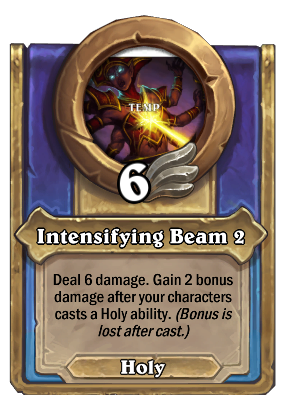 TEMP
6
Intensifying Beam 2
Deal 6 damage. Gain 2 bonus
damage after your characters
casts a Holy ability. (Bonus is
lost after cast.)
Holy